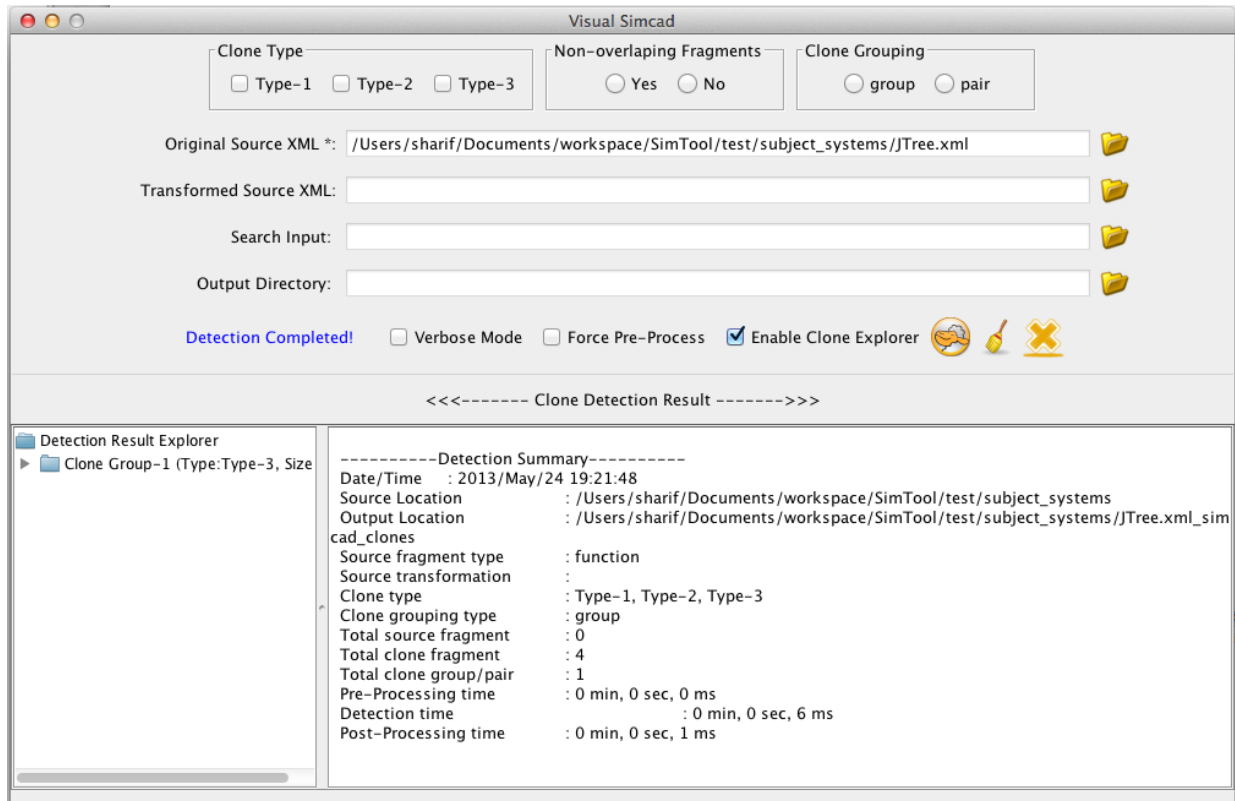 Visual Simcad
Clone Type
Non-overlaping Fragments
Clone Grouping
Type-1 Type-2 Type-3
Yes No
group pair
Original Source XML *: /Users/sharif/Documents/workspace/SimTool/test/subject_systems/JTree.xml
Transformed Source XML:
Search Input:
Output Directory:
Detection Completed! Verbose Mode Force Pre-Process Enable Clone Explorer
<<<------- Clone Detection Result ------->>>
Detection Result Explorer
Clone Group-1 (Type:Type-3, Size
----------Detection Summary----------
Date/Time : 2013/May/24 19:21:48
Source Location : /Users/sharif/Documents/workspace/SimTool/test/subject_systems
Output Location : /Users/sharif/Documents/workspace/SimTool/test/subject_systems/JTree.xml_sim
cad_clones
Source fragment type : function
Source transformation :
Clone type : Type-1, Type-2, Type-3
Clone grouping type : group
Total source fragment : 0
Total clone fragment : 4
Total clone group/pair : 1
Pre-Processing time : 0 min, 0 sec, 0 ms
Detection time : 0 min, 0 sec, 6 ms
Post-Processing time : 0 min, 0 sec, 1 ms